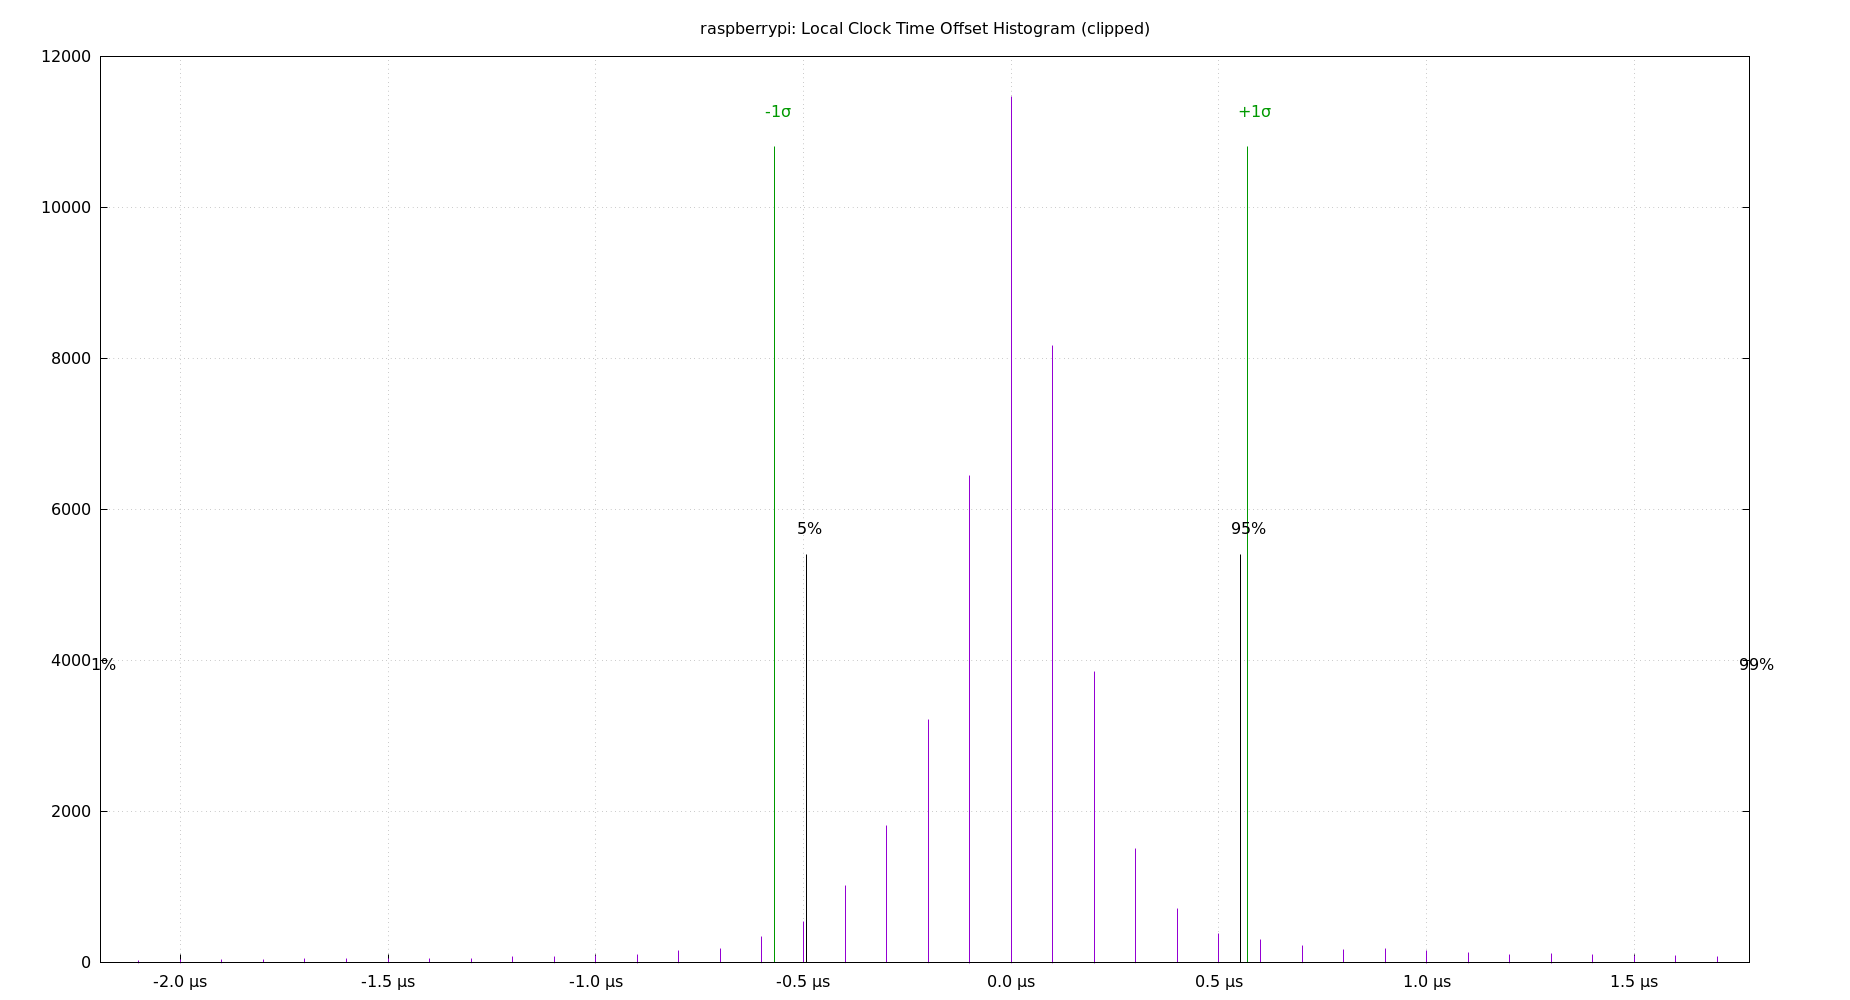 raspberrypi: Local Clock Time Offset Histogram (clipped)
12000
-1σ
+1σ
10000
8000
6000
5%
95%
4000
1%
99%
2000
0
-2.0 µs
-1.5 µs
-1.0 µs
-0.5 µs
0.0 µs
0.5 µs
1.0 µs
1.5 µs